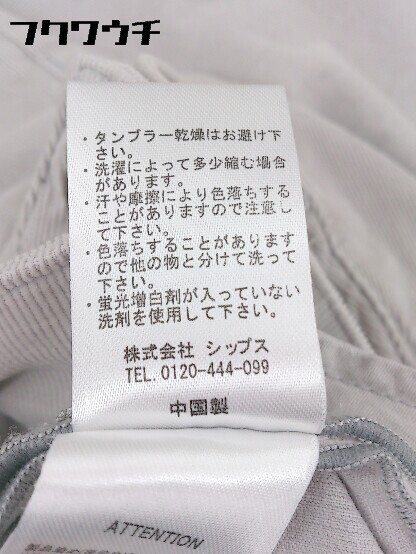 フクワウチ
・タンブラー乾燥はお避け下
さい。
・洗濯によって多少縮む場合
があります。
・汗や摩擦により色落ちする
ことがありますので注意し
て下さい。
・色落ちすることがあります
ので他の物と分けて洗って
下さい。
・蛍光増白剤が入っていない
洗剤を使用して下さい。
株式会社 シップス
TEL. 0120-444-099
中国製
ATTENTION